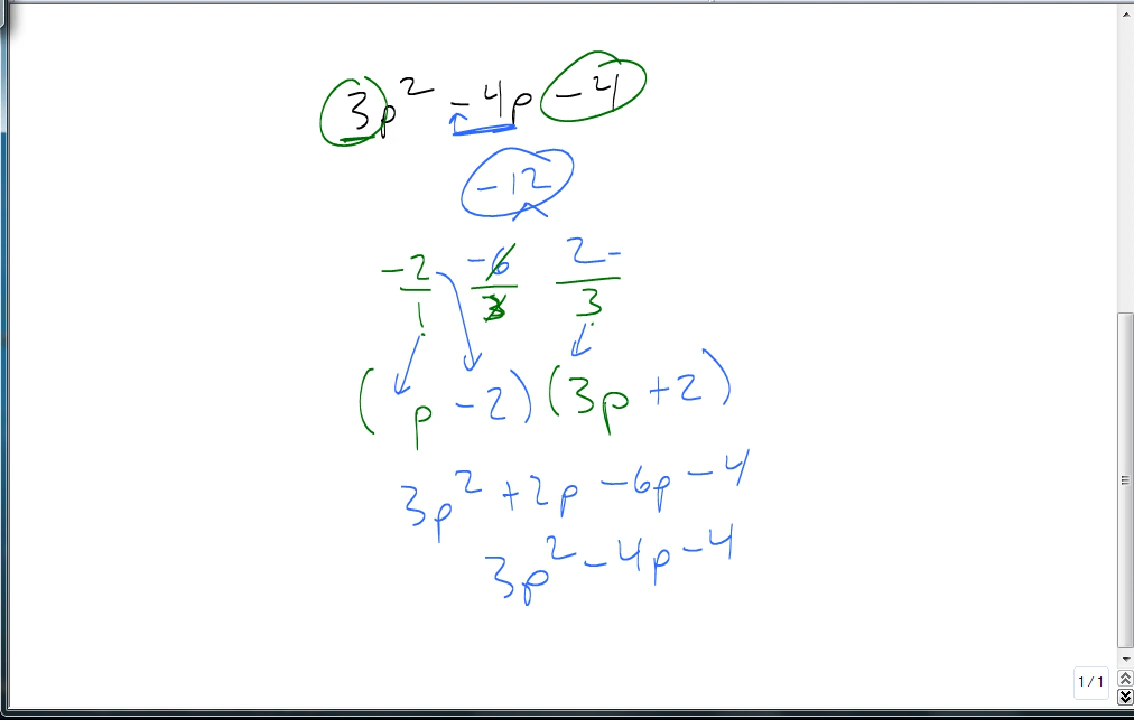 3p² -4p -4
-12
-2/1 -6/3 2/3
(p -2)(3p +2)
3p² +2p -6p -4
3p² -4p -4
1/1